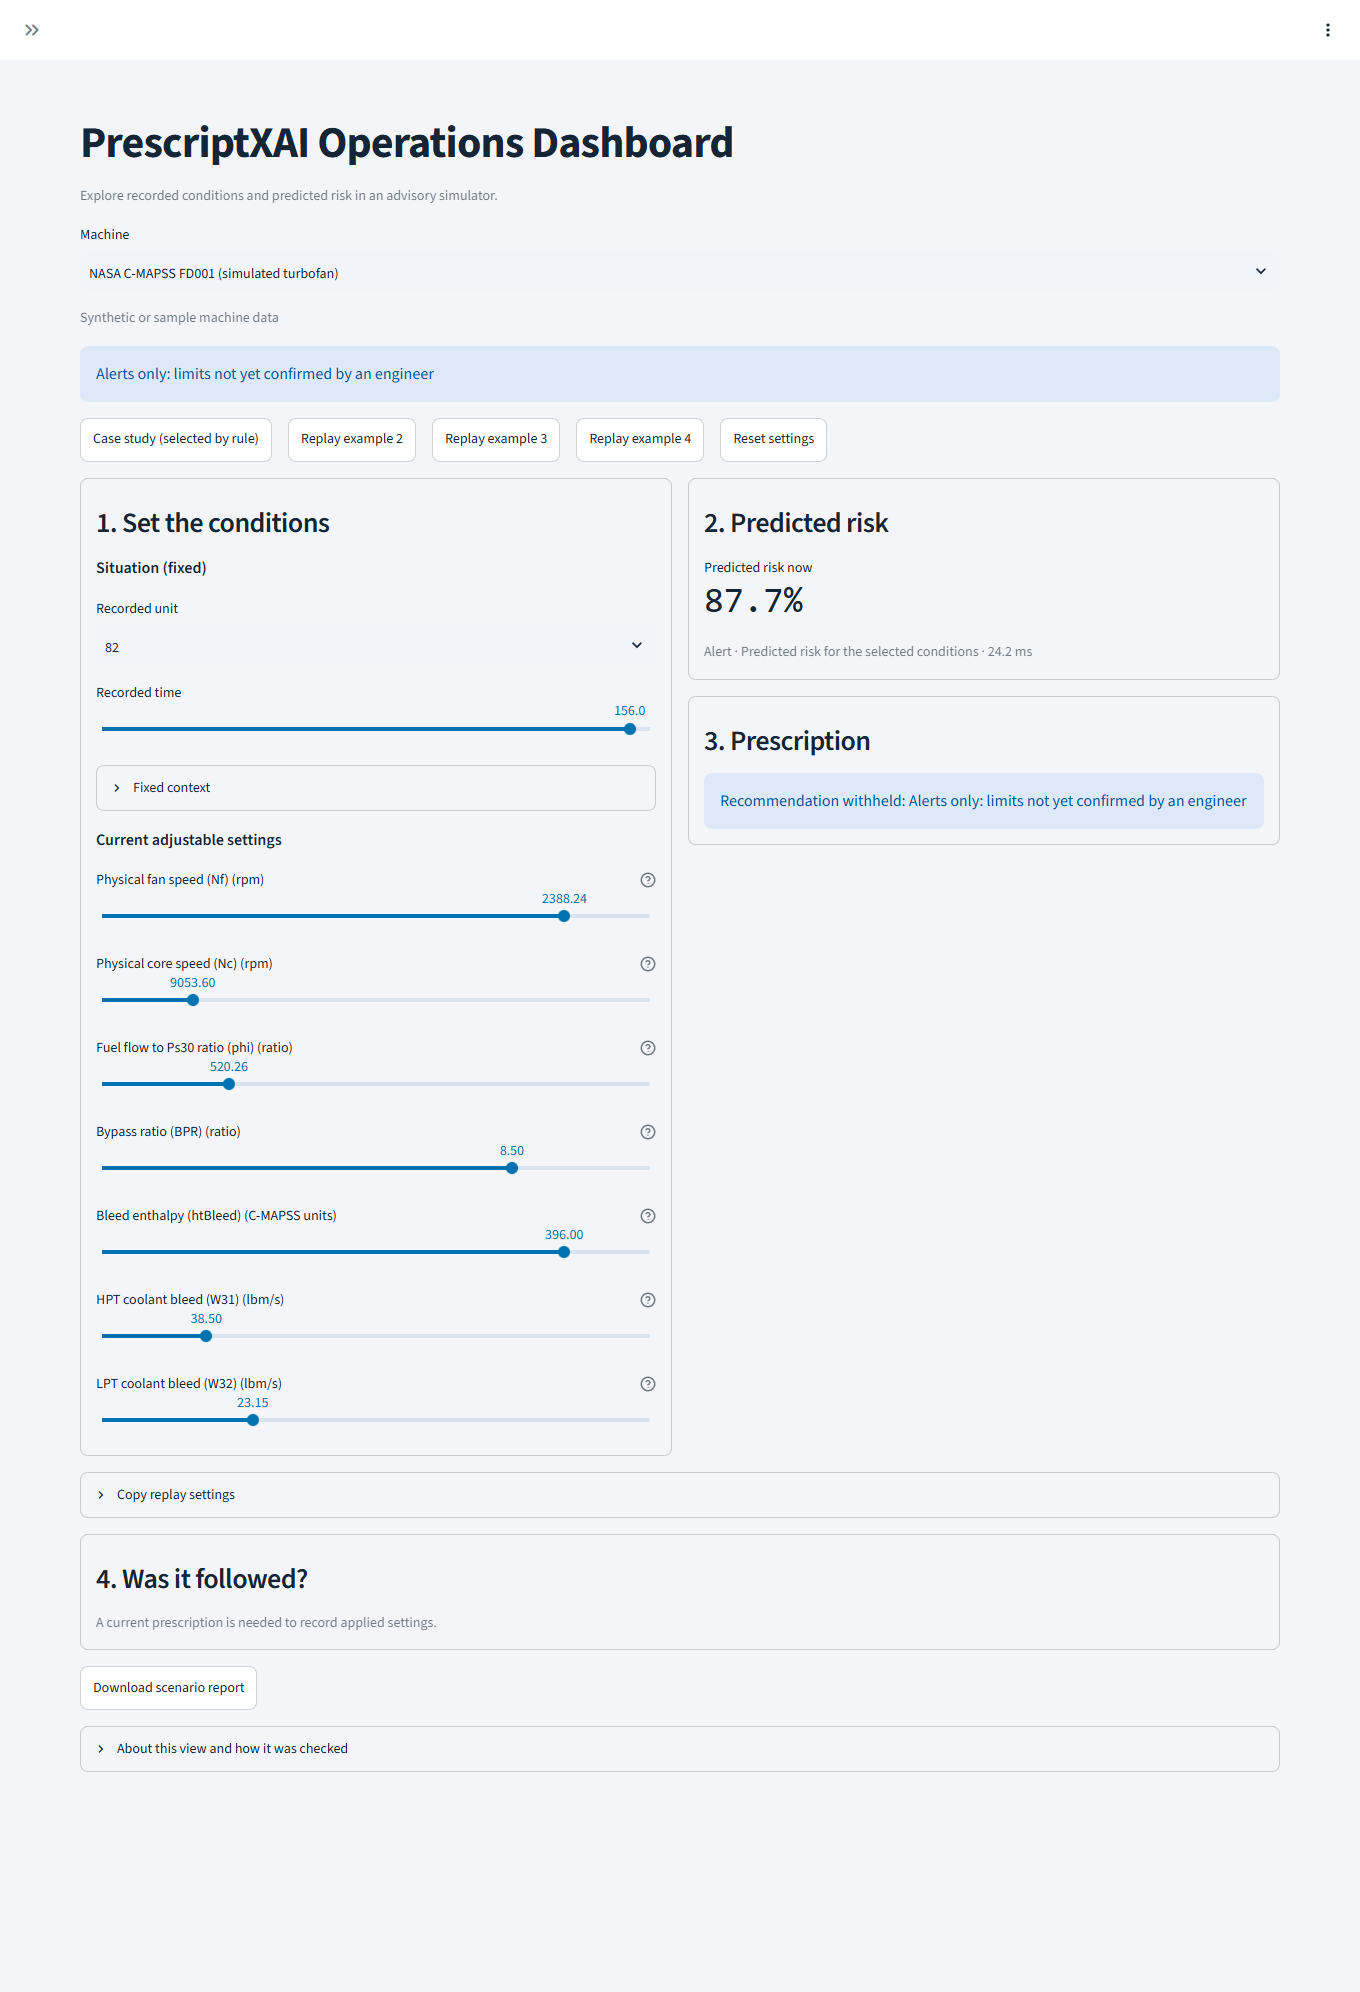 PrescriptXAI Operations Dashboard
Explore recorded conditions and predicted risk in an advisory simulator.
Machine
NASA C-MAPSS FD001 (simulated turbofan)
Synthetic or sample machine data
Alerts only: limits not yet confirmed by an engineer
Case study (selected by rule)
Replay example 2
Replay example 3
Replay example 4
Reset settings
1. Set the conditions
Situation (fixed)
Recorded unit
82
Recorded time
156.0
Fixed context
Current adjustable settings
Physical fan speed (Nf) (rpm)
2388.24
Physical core speed (Nc) (rpm)
9053.60
Fuel flow to Ps30 ratio (phi) (ratio)
520.26
Bypass ratio (BPR) (ratio)
8.50
Bleed enthalpy (htBleed) (C-MAPSS units)
396.00
HPT coolant bleed (W31) (lbm/s)
38.50
LPT coolant bleed (W32) (lbm/s)
23.15
2. Predicted risk
Predicted risk now
87.7%
Alert · Predicted risk for the selected conditions · 24.2 ms
3. Prescription
Recommendation withheld: Alerts only: limits not yet confirmed by an engineer
Copy replay settings
4. Was it followed?
A current prescription is needed to record applied settings.
Download scenario report
About this view and how it was checked